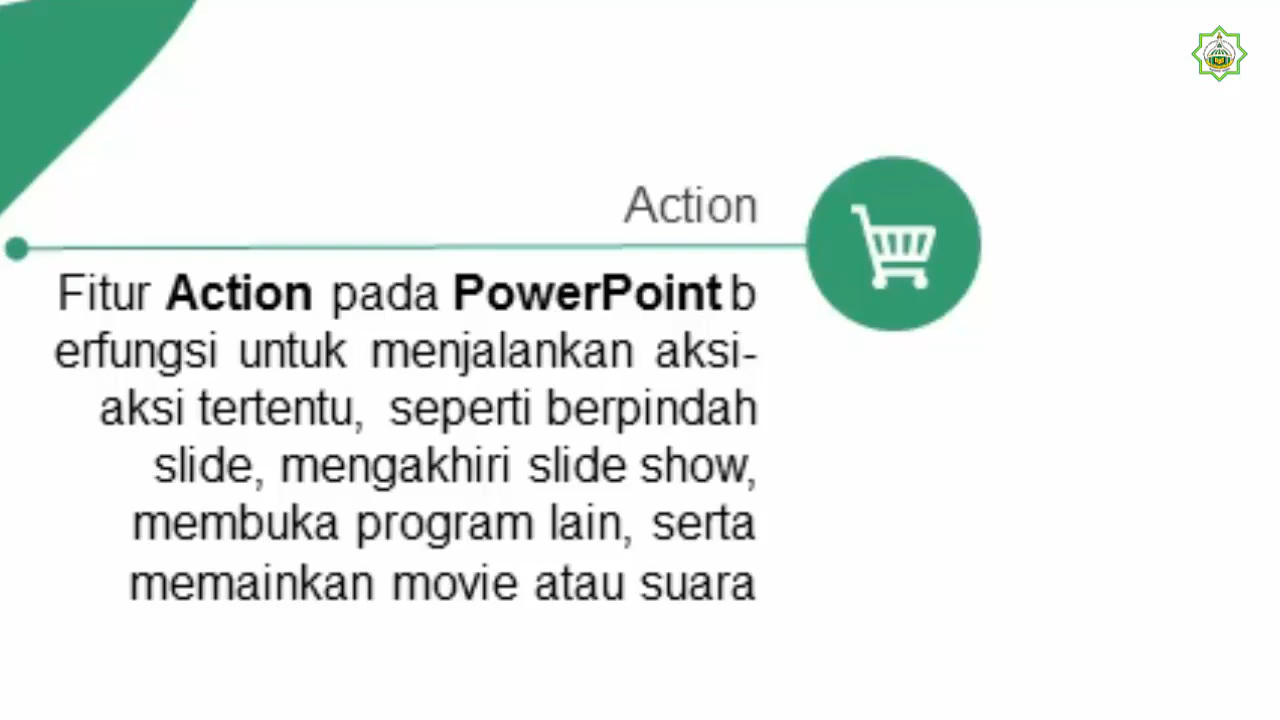 Action
Fitur Action pada PowerPoint b
erfungsi untuk menjalankan aksi-
aksi tertentu, seperti berpindah
slide, mengakhiri slide show,
membuka program lain, serta
memainkan movie atau suara